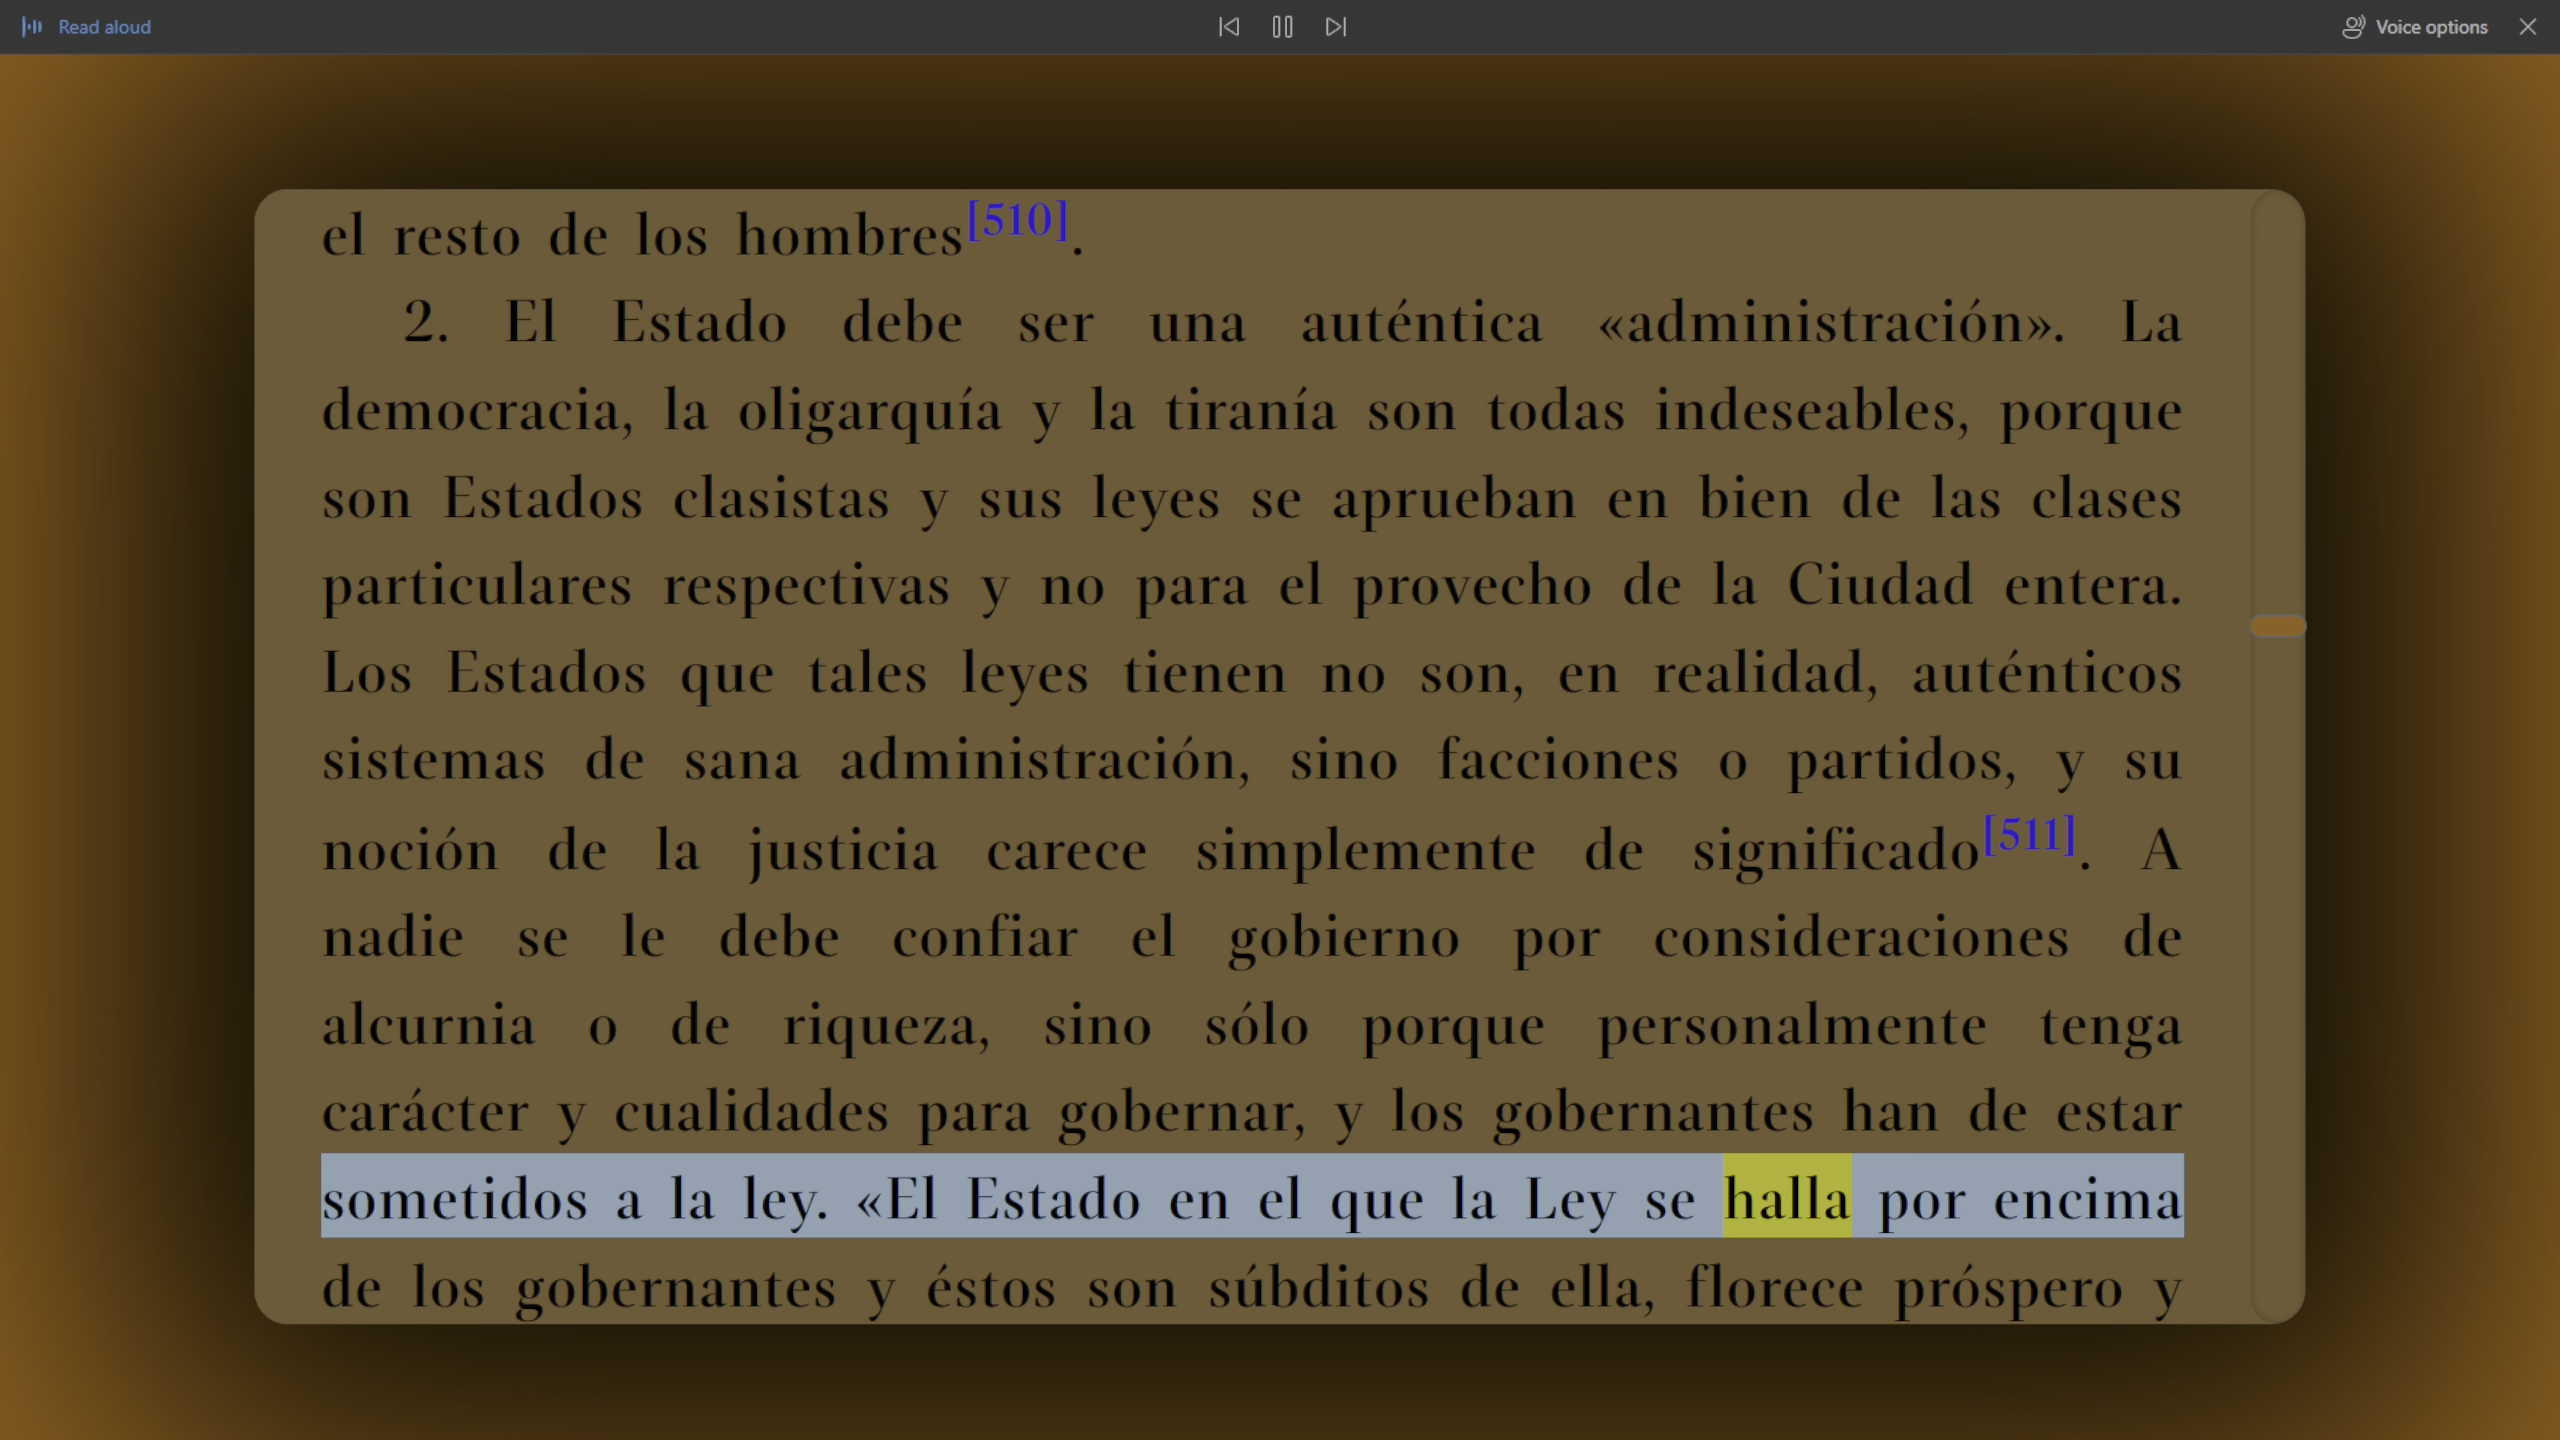 Read aloud
Voice options
el resto de los hombres[510].
2. El Estado debe ser una auténtica «administración». La
democracia, la oligarquía y la tiranía son todas indeseables, porque
son Estados clasistas y sus leyes se aprueban en bien de las clases
particulares respectivas y no para el provecho de la Ciudad entera.
Los Estados que tales leyes tienen no son, en realidad, auténticos
sistemas de sana administración, sino facciones o partidos, y su
noción de la justicia carece simplemente de significado[511]. A
nadie se le debe confiar el gobierno por consideraciones de
alcurnia o de riqueza, sino sólo porque personalmente tenga
carácter y cualidades para gobernar, y los gobernantes han de estar
sometidos a la ley. «El Estado en el que la Ley se halla por encima
de los gobernantes y éstos son súbditos de ella, florece próspero y